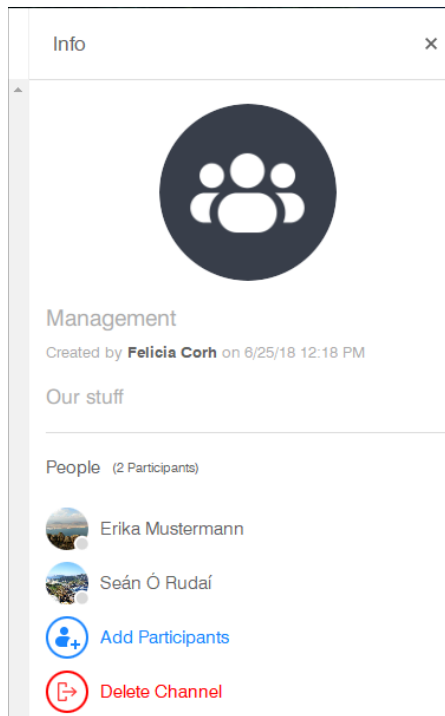 Info
Management
Created by Felicia Corh on 6/25/18 12:18 PM
Our stuff
People (2 Participants)
Erika Mustermann
Seán Ó Rudaí
Add Participants
Delete Channel